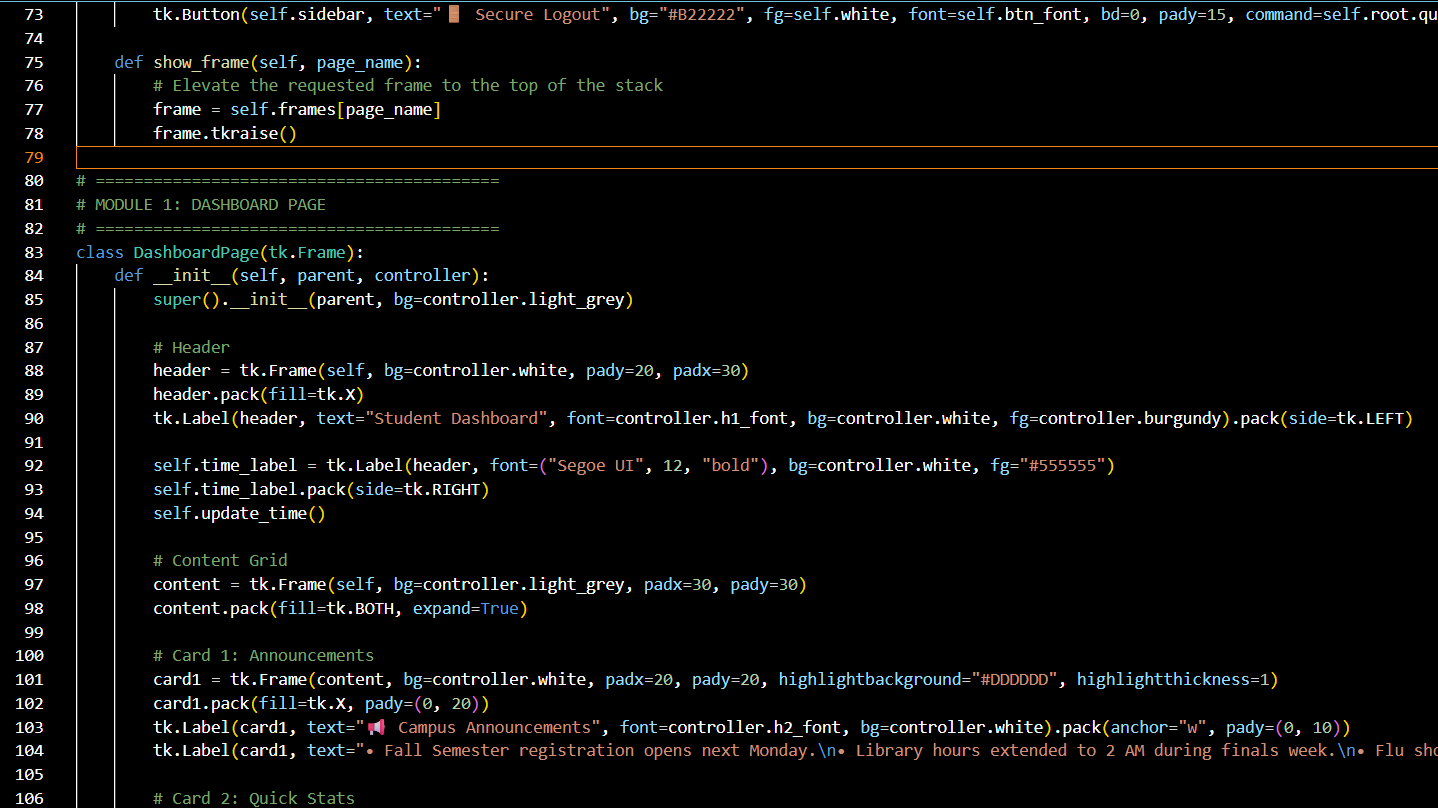 73 tk.Button(self.sidebar, text="🚪 Secure Logout", bg="#B22222", fg=self.white, font=self.btn_font, bd=0, pady=15, command=self.root.qu
74
75 def show_frame(self, page_name):
76 # Elevate the requested frame to the top of the stack
77 frame = self.frames[page_name]
78 frame.tkraise()
79
80 # ==========================================
81 # MODULE 1: DASHBOARD PAGE
82 # ==========================================
83 class DashboardPage(tk.Frame):
84 def __init__(self, parent, controller):
85 super().__init__(parent, bg=controller.light_grey)
86
87 # Header
88 header = tk.Frame(self, bg=controller.white, pady=20, padx=30)
89 header.pack(fill=tk.X)
90 tk.Label(header, text="Student Dashboard", font=controller.h1_font, bg=controller.white, fg=controller.burgundy).pack(side=tk.LEFT)
91
92 self.time_label = tk.Label(header, font=("Segoe UI", 12, "bold"), bg=controller.white, fg="#555555")
93 self.time_label.pack(side=tk.RIGHT)
94 self.update_time()
95
96 # Content Grid
97 content = tk.Frame(self, bg=controller.light_grey, padx=30, pady=30)
98 content.pack(fill=tk.BOTH, expand=True)
99
100 # Card 1: Announcements
101 card1 = tk.Frame(content, bg=controller.white, padx=20, pady=20, highlightbackground="#DDDDDD", highlightthickness=1)
102 card1.pack(fill=tk.X, pady=(0, 20))
103 tk.Label(card1, text="📢 Campus Announcements", font=controller.h2_font, bg=controller.white).pack(anchor="w", pady=(0, 10))
104 tk.Label(card1, text="• Fall Semester registration opens next Monday.\n• Library hours extended to 2 AM during finals week.\n• Flu sho
105
106 # Card 2: Quick Stats